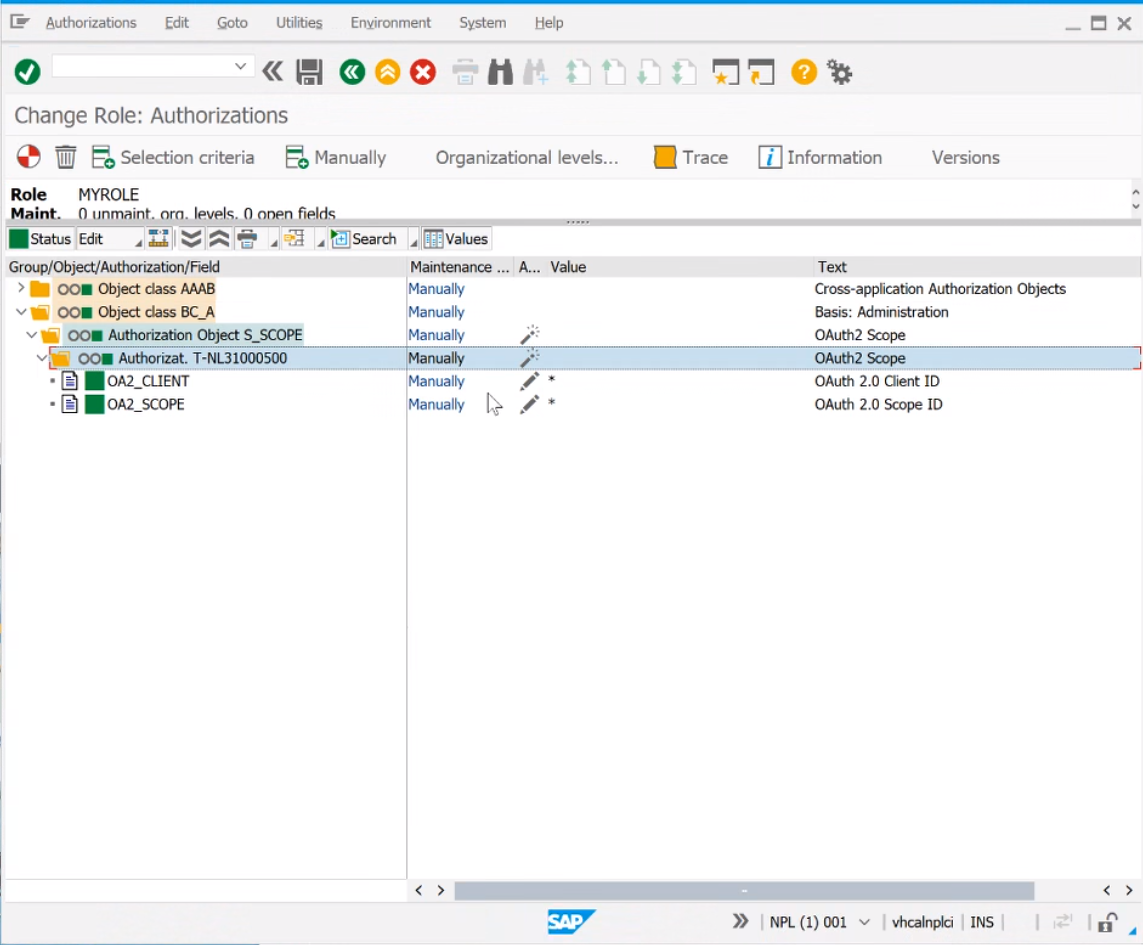 Authorizations Edit Goto Utilities Environment System Help
Change Role: Authorizations
Selection criteria Manually Organizational levels... Trace Information Versions
Role MYROLE
Maint. 0 unmaint. org. levels, 0 open fields
Status Edit Search Values
Group/Object/Authorization/Field Maintenance ... A... Value Text
Object class AAAB Manually Cross-application Authorization Objects
Object class BC_A Manually Basis: Administration
Authorization Object S_SCOPE Manually OAuth2 Scope
Authorizat. T-NL31000500 Manually OAuth2 Scope
OA2_CLIENT Manually * OAuth 2.0 Client ID
OA2_SCOPE Manually * OAuth 2.0 Scope ID
SAP NPL (1) 001 vhcalnplci INS